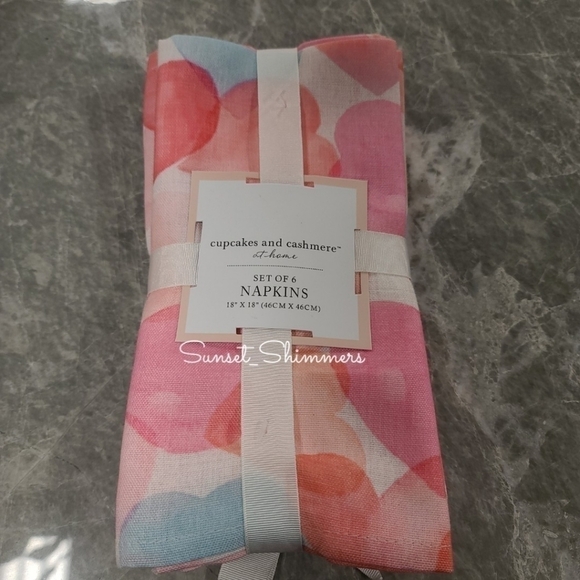 cupcakes and cashmere™
at home
SET OF 6
NAPKINS
18" X 18" (46CM X 46CM)
Sunset_Shimmers